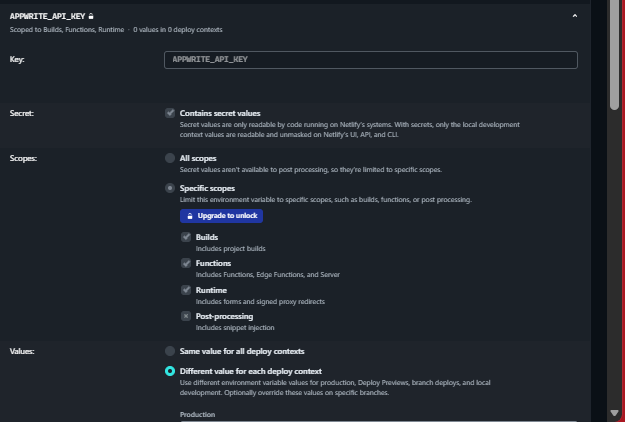 APPWRITE_API_KEY
Scoped to Builds, Functions, Runtime · 0 values in 0 deploy contexts
Key:
APPWRITE_API_KEY
Secret:
Contains secret values
Secret values are only readable by code running on Netlify's systems. With secrets, only the local development
context values are readable and unmasked on Netlify's UI, API, and CLI.
Scopes:
All scopes
Secret values aren't available to post processing, so they're limited to specific scopes.
Specific scopes
Limit this environment variable to specific scopes, such as builds, functions, or post processing.
Upgrade to unlock
Builds
Includes project builds
Functions
Includes Functions, Edge Functions, and Server
Runtime
Includes forms and signed proxy redirects
Post-processing
Includes snippet injection
Values:
Same value for all deploy contexts
Different value for each deploy context
Use different environment variable values for production, Deploy Previews, branch deploys, and local
development. Optionally override these values on specific branches.
Production